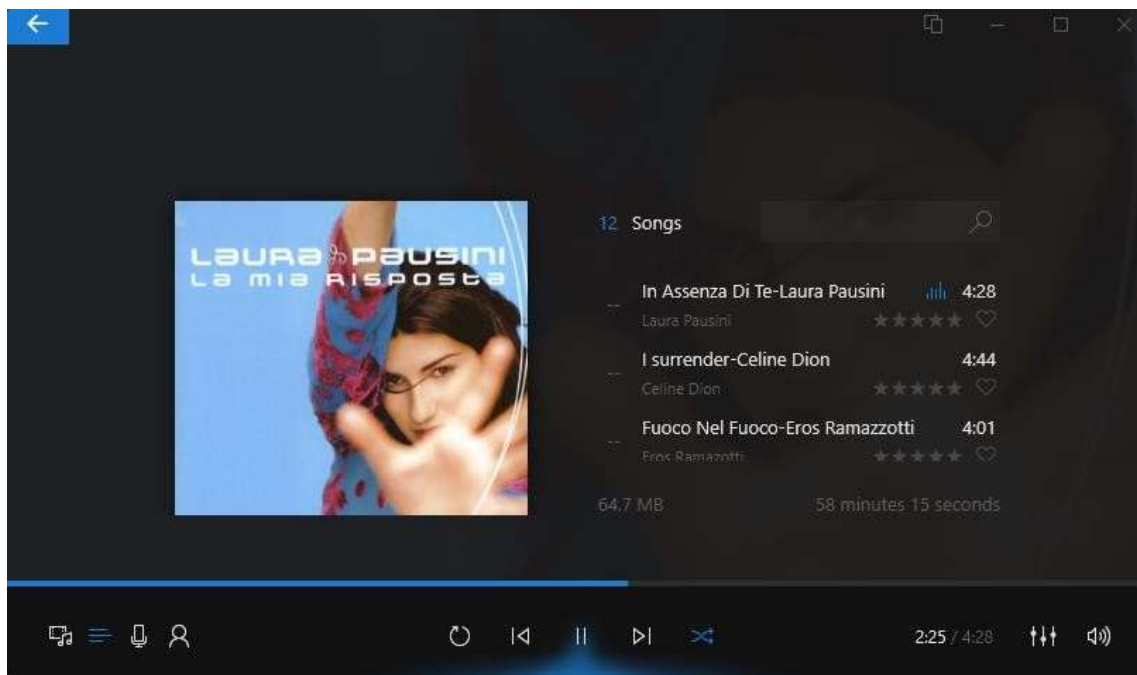 LAURA PAUSINI
LA MIA RISPOSTA
12 Songs
-- In Assenza Di Te-Laura Pausini 4:28
Laura Pausini
-- I surrender-Celine Dion 4:44
Celine Dion
-- Fuoco Nel Fuoco-Eros Ramazzotti 4:01
Eros Ramazotti
64,7 MB 58 minutes 15 seconds
2:25 / 4:28